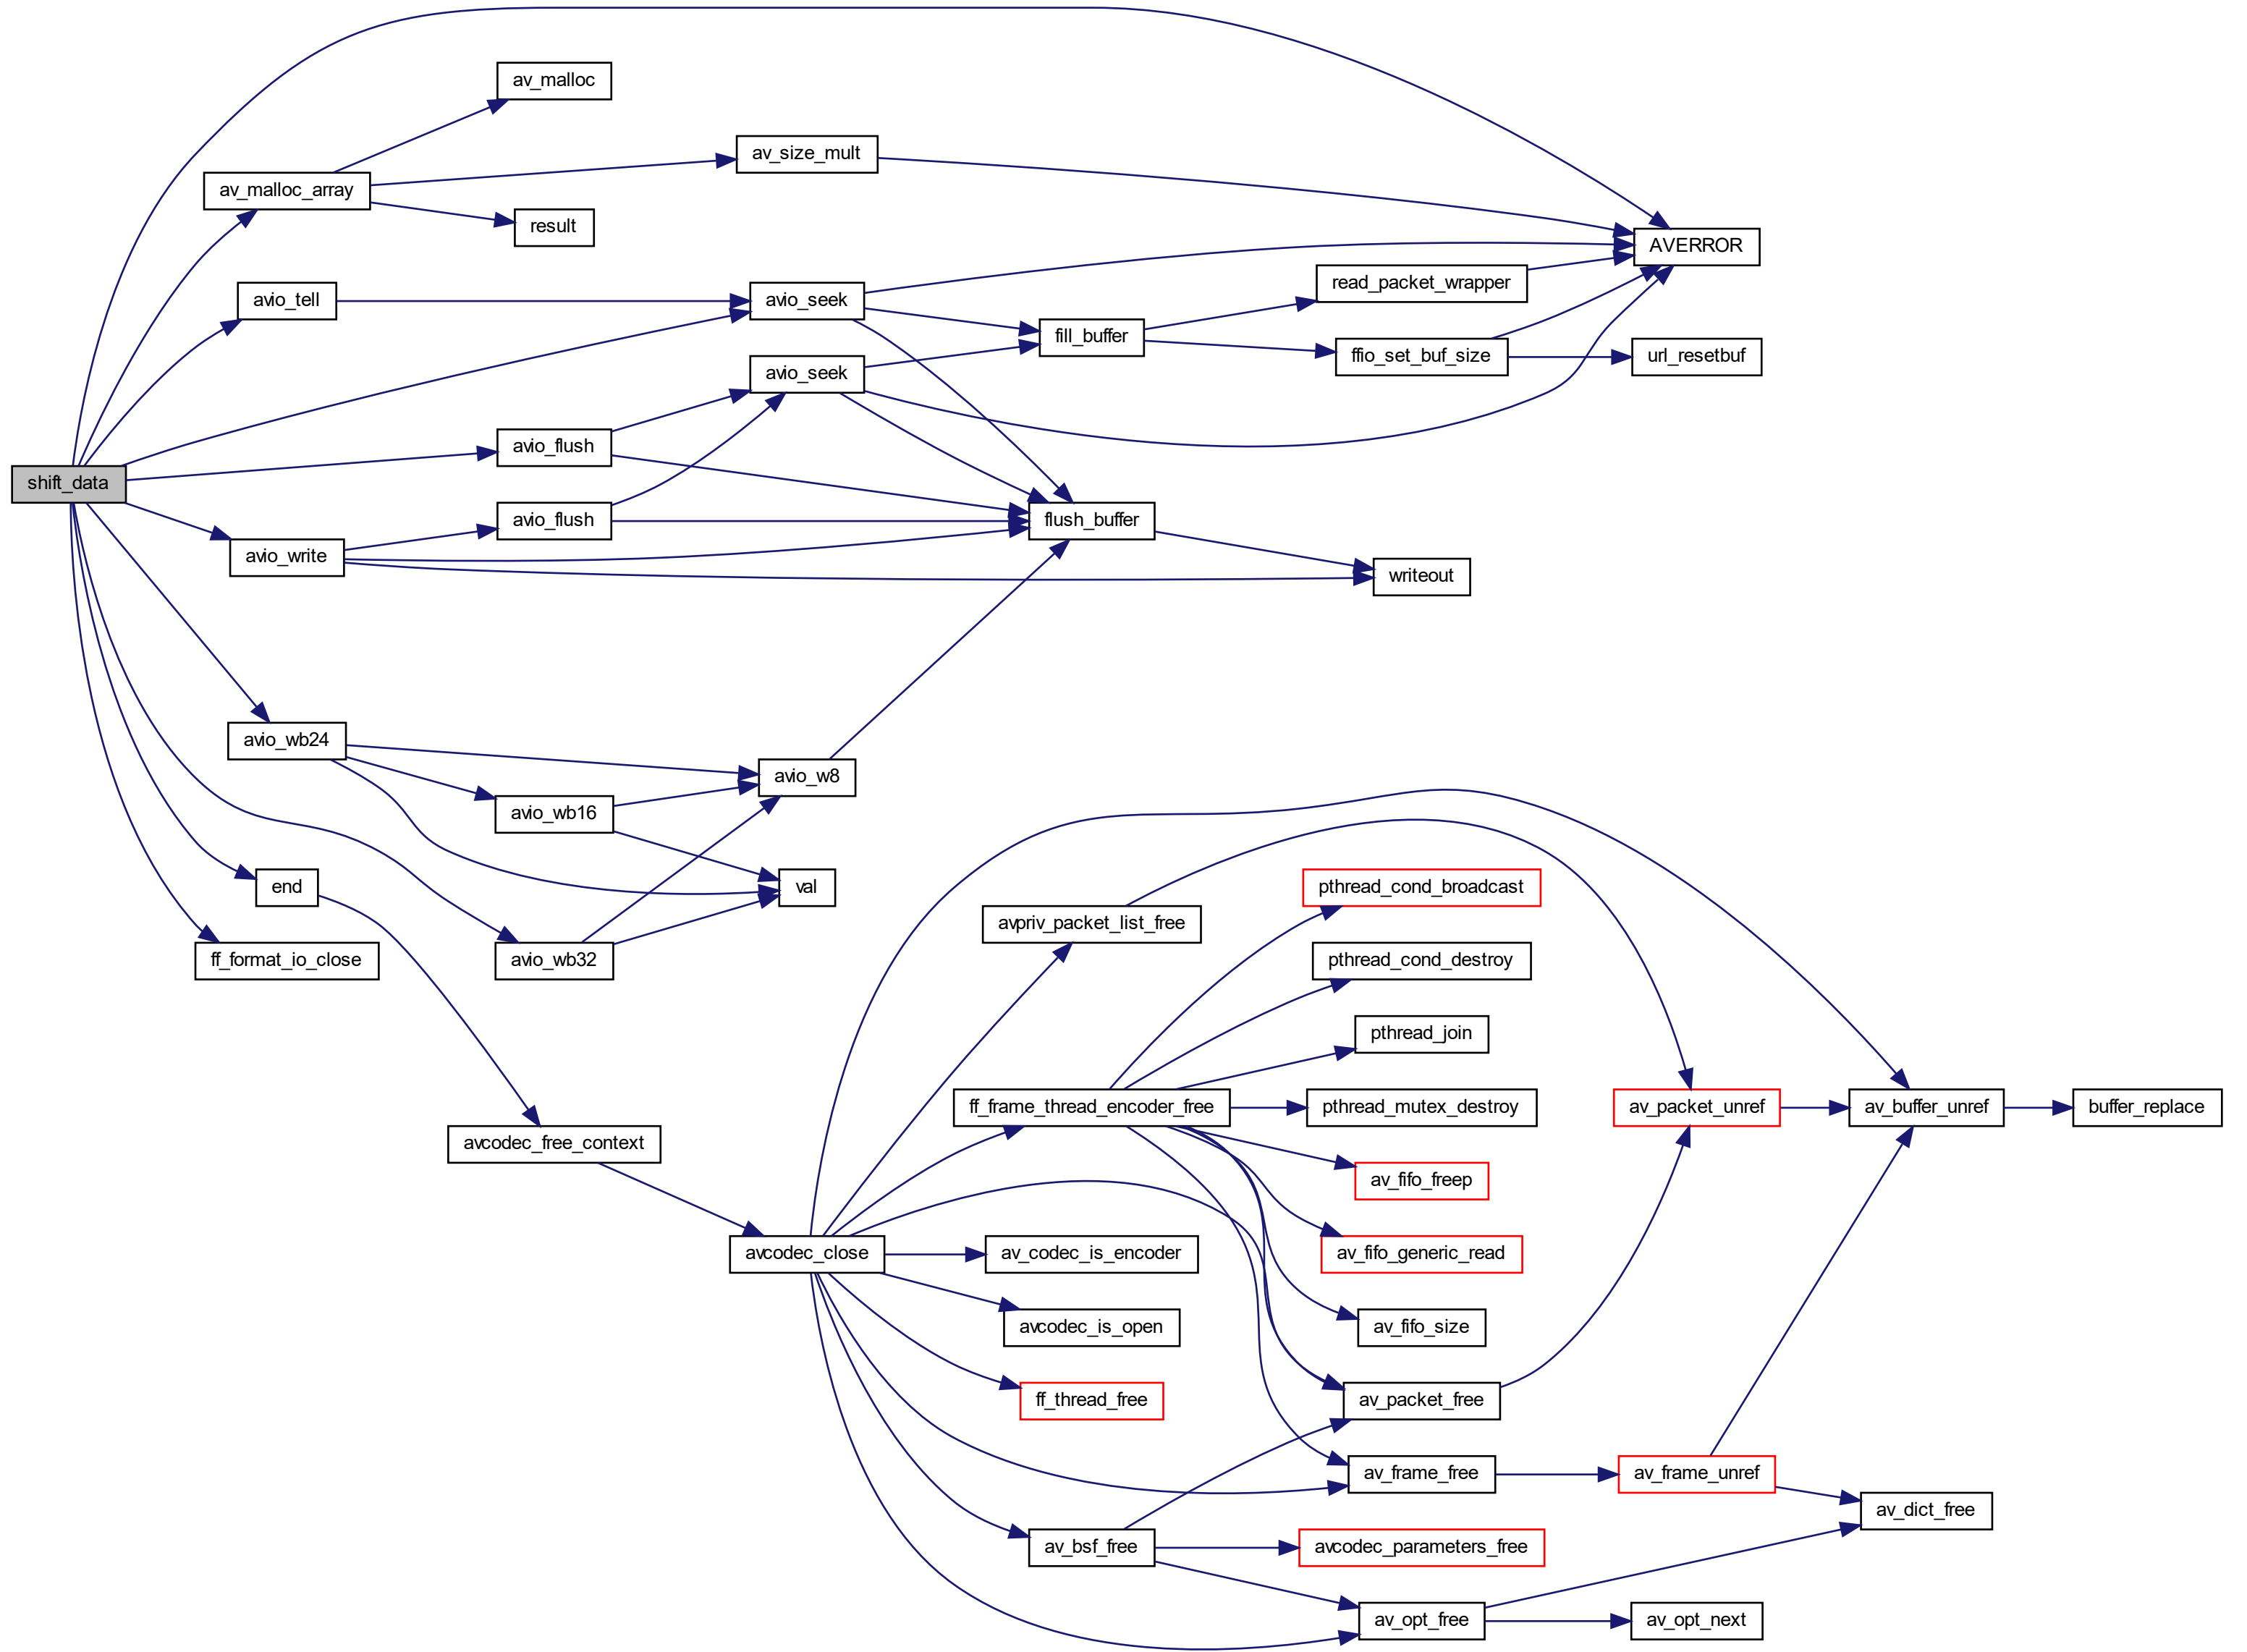 av_malloc
av_size_mult
av_malloc_array
result
AVERROR
read_packet_wrapper
avio_tell
avio_seek
fill_buffer
ffio_set_buf_size
url_resetbuf
avio_seek
avio_flush
shift_data
avio_flush
flush_buffer
avio_write
writeout
avio_wb24
avio_w8
avio_wb16
end
val
pthread_cond_broadcast
avpriv_packet_list_free
ff_format_io_close
avio_wb32
pthread_cond_destroy
pthread_join
ff_frame_thread_encoder_free
pthread_mutex_destroy
av_packet_unref
av_buffer_unref
buffer_replace
avcodec_free_context
av_fifo_freep
avcodec_close
av_codec_is_encoder
av_fifo_generic_read
avcodec_is_open
av_fifo_size
ff_thread_free
av_packet_free
av_frame_free
av_frame_unref
av_dict_free
av_bsf_free
avcodec_parameters_free
av_opt_free
av_opt_next